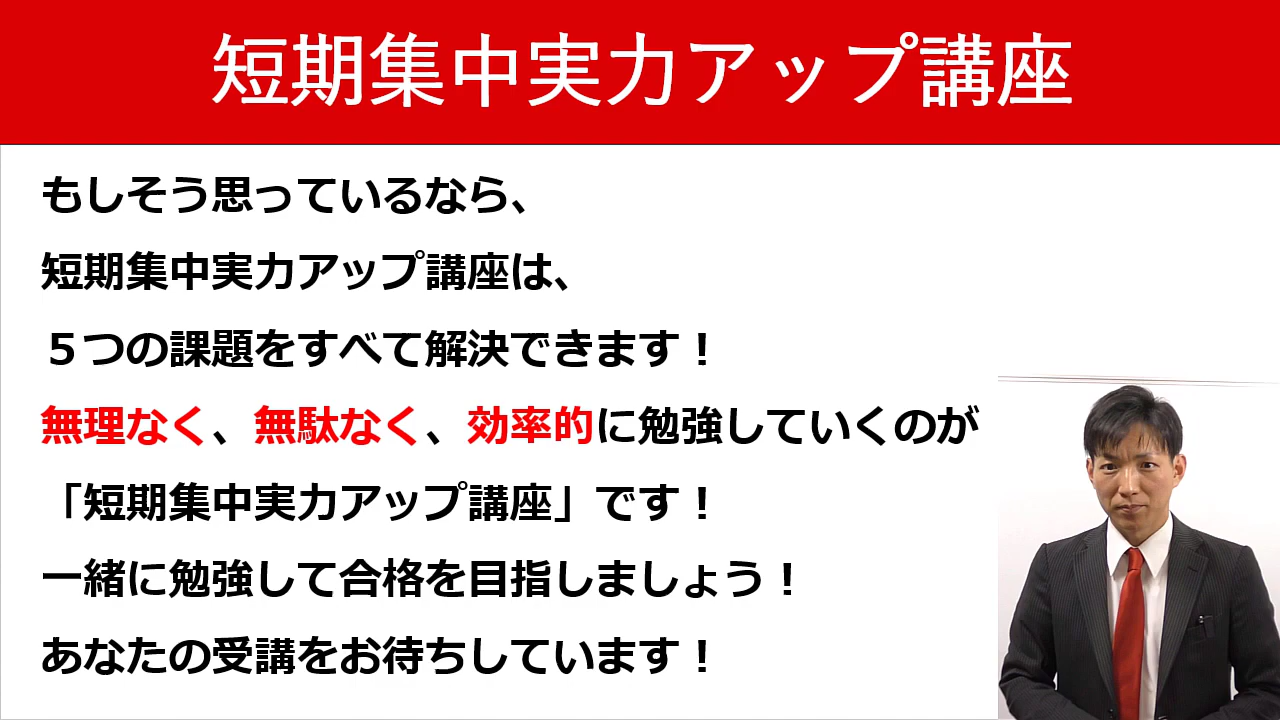 短期集中実力アップ講座
もしそう思っているなら、
短期集中実力アップ講座は、
５つの課題をすべて解決できます！
無理なく、無駄なく、効率的に勉強していくのが
「短期集中実力アップ講座」です！
一緒に勉強して合格を目指しましょう！
あなたの受講をお待ちしています！